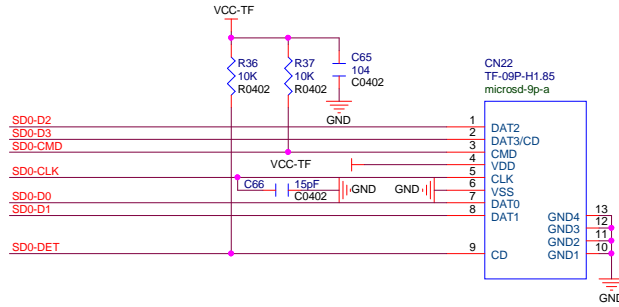 VCC-TF
R36
10K
R0402
R37
10K
R0402
C65
104
C0402
GND
CN22
TF-09P-H1.85
microsd-9p-a
SD0-D2
1
DAT2
SD0-D3
2
DAT3/CD
SD0-CMD
3
CMD
VCC-TF
4
VDD
SD0-CLK
5
CLK
C66
15pF
C0402
GND
GND
6
VSS
SD0-D0
7
DAT0
SD0-D1
8
DAT1
SD0-DET
9
CD
GND4
13
GND3
12
GND2
11
GND1
10
GND